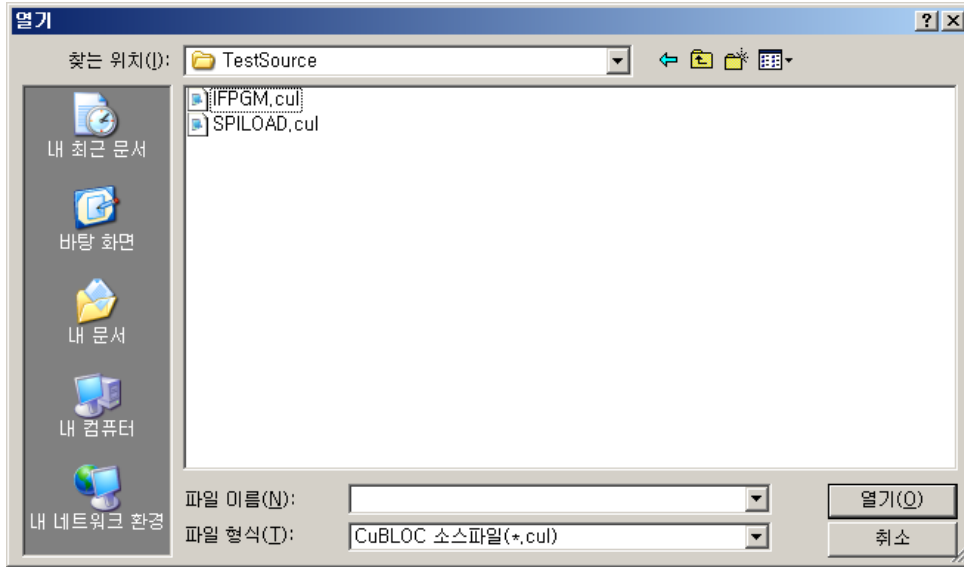 열기
찾는 위치(I): TestSource
IFPGM.cul
SPILOAD.cul
내 최근 문서
바탕 화면
내 문서
내 컴퓨터
내 네트워크 환경
파일 이름(N): 열기(O)
파일 형식(T): CuBLOC 소스파일(*.cul) 취소